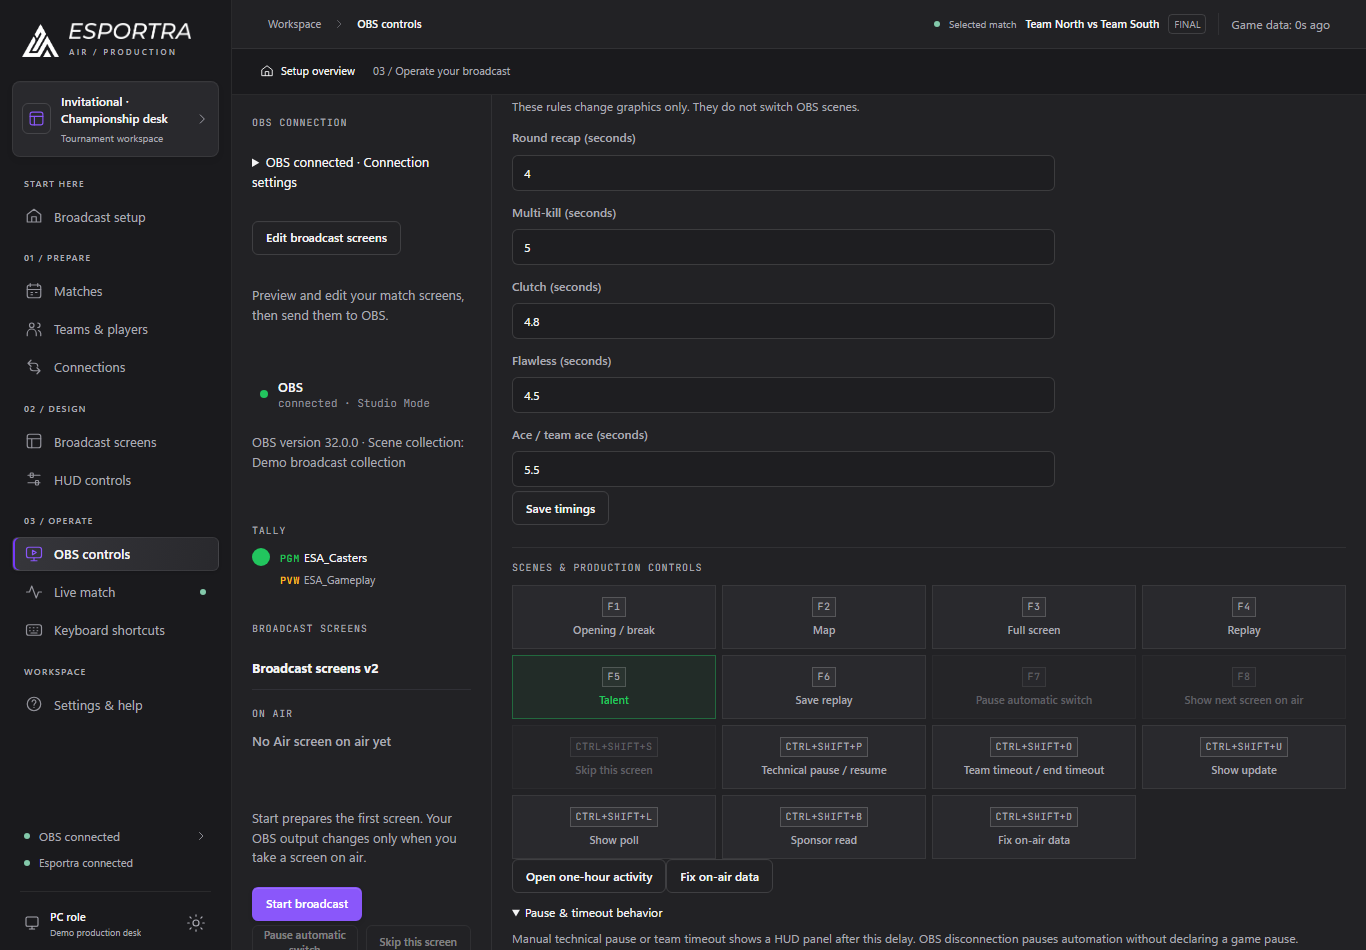 ESPORTRA
AIR / PRODUCTION
Invitational ·
Championship desk
Tournament workspace
START HERE
Broadcast setup
01 / PREPARE
Matches
Teams & players
Connections
02 / DESIGN
Broadcast screens
HUD controls
03 / OPERATE
OBS controls
Live match
Keyboard shortcuts
WORKSPACE
Settings & help
OBS connected
Esportra connected
PC role
Demo production desk
Workspace
OBS controls
Selected match Team North vs Team South FINAL
Game data: 0s ago
Setup overview
03 / Operate your broadcast
OBS CONNECTION
OBS connected · Connection
settings
Edit broadcast screens
Preview and edit your match screens,
then send them to OBS.
OBS
connected · Studio Mode
OBS version 32.0.0 · Scene collection:
Demo broadcast collection
TALLY
PGM ESA_Casters
PVW ESA_Gameplay
BROADCAST SCREENS
Broadcast screens v2
ON AIR
No Air screen on air yet
Start prepares the first screen. Your
OBS output changes only when you
take a screen on air.
Start broadcast
Pause automatic
switch
Skip this screen
These rules change graphics only. They do not switch OBS scenes.
Round recap (seconds)
4
Multi-kill (seconds)
5
Clutch (seconds)
4.8
Flawless (seconds)
4.5
Ace / team ace (seconds)
5.5
Save timings
SCENES & PRODUCTION CONTROLS
F1
Opening / break
F2
Map
F3
Full screen
F4
Replay
F5
Talent
F6
Save replay
F7
Pause automatic switch
F8
Show next screen on air
CTRL+SHIFT+S
Skip this screen
CTRL+SHIFT+P
Technical pause / resume
CTRL+SHIFT+O
Team timeout / end timeout
CTRL+SHIFT+U
Show update
CTRL+SHIFT+L
Show poll
CTRL+SHIFT+B
Sponsor read
CTRL+SHIFT+D
Fix on-air data
Open one-hour activity
Fix on-air data
Pause & timeout behavior
Manual technical pause or team timeout shows a HUD panel after this delay. OBS disconnection pauses automation without declaring a game pause.